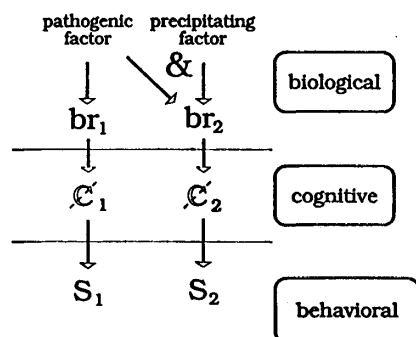 pathogenic precipitating
factor factor
&
biological
br₁ br₂
C₁ C₂
cognitive
S₁ S₂
behavioral